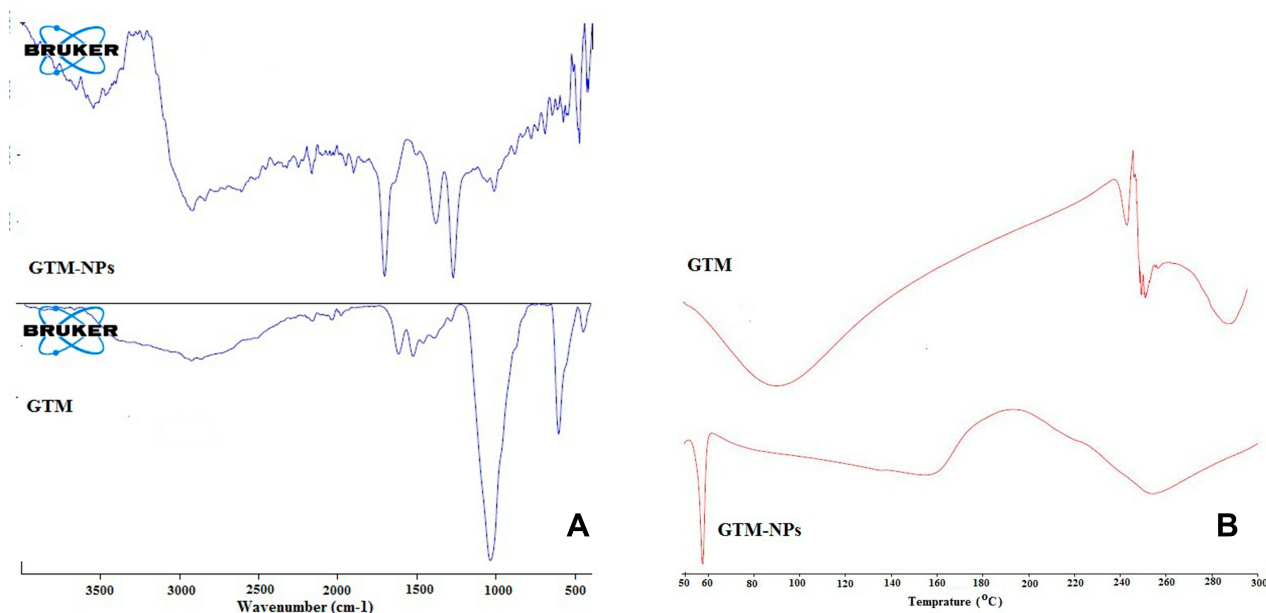 BRUKER
GTM-NPs
BRUKER
GTM
A
3500 3000 2500 2000 1500 1000 500
Wavenumber (cm-1)
GTM
GTM-NPs
B
50 60 80 100 120 140 160 180 200 220 240 260 280 300
Temprature (°C)